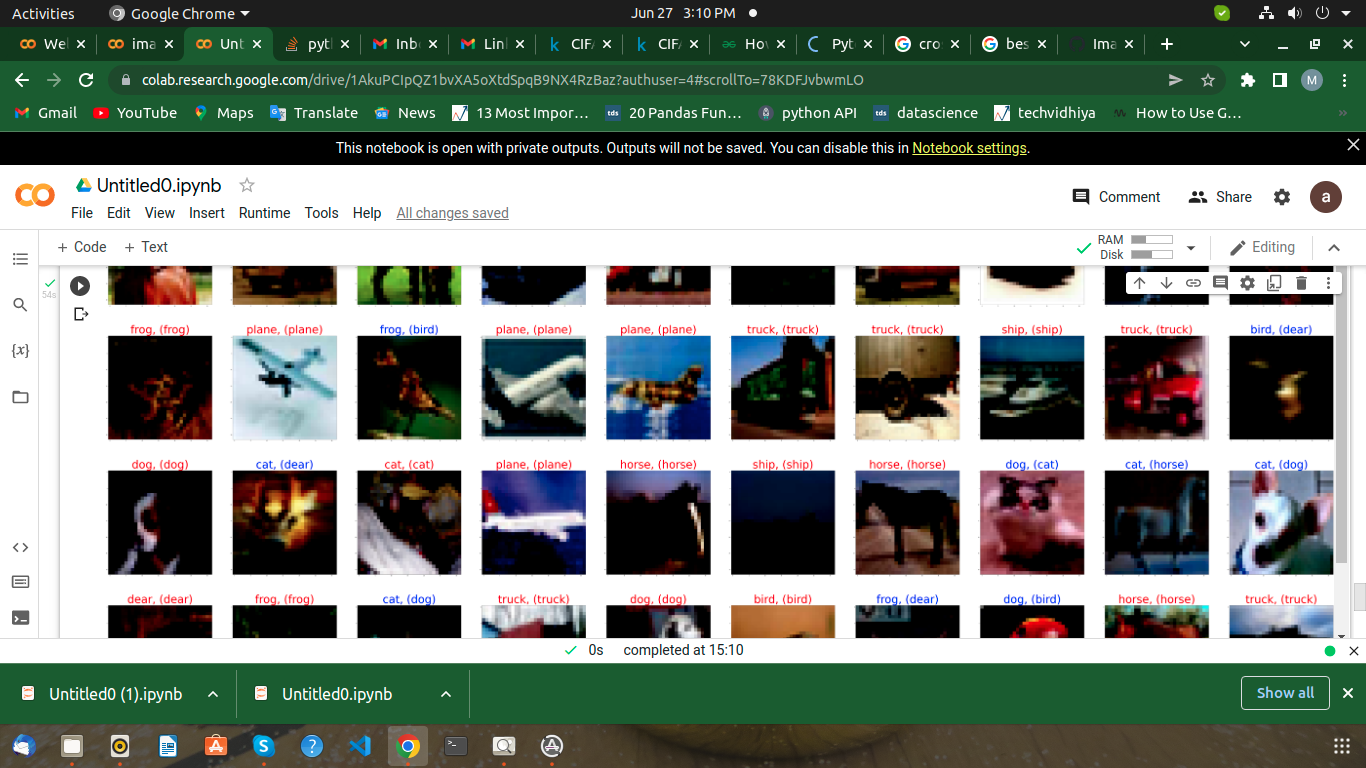 Activities Google Chrome Jun 27 3:10 PM
We Ima Unt pytl Inb Linl CIFA CIFA Ho Pyt cro bes Ima
colab.research.google.com/drive/1AkuPCIpQZ1bvXA5oXtdSpqB9NX4RzBaz?authuser=4#scrollTo=78KDFJvbwmLO
M
Gmail YouTube Maps Translate News 13 Most Impor… 20 Pandas Fun… python API datascience techvidhiya How to Use G…
This notebook is open with private outputs. Outputs will not be saved. You can disable this in Notebook settings.
Untitled0.ipynb
Comment Share a
File Edit View Insert Runtime Tools Help All changes saved
+ Code + Text RAM Disk Editing
54s
frog, (frog) plane, (plane) frog, (bird) plane, (plane) plane, (plane) truck, (truck) truck, (truck) ship, (ship) truck, (truck) bird, (dear)
dog, (dog) cat, (dear) cat, (cat) plane, (plane) horse, (horse) ship, (ship) horse, (horse) dog, (cat) cat, (horse) cat, (dog)
dear, (dear) frog, (frog) cat, (dog) truck, (truck) dog, (dog) bird, (bird) frog, (dear) dog, (bird) horse, (horse) truck, (truck)
0s completed at 15:10
Untitled0 (1).ipynb Untitled0.ipynb Show all